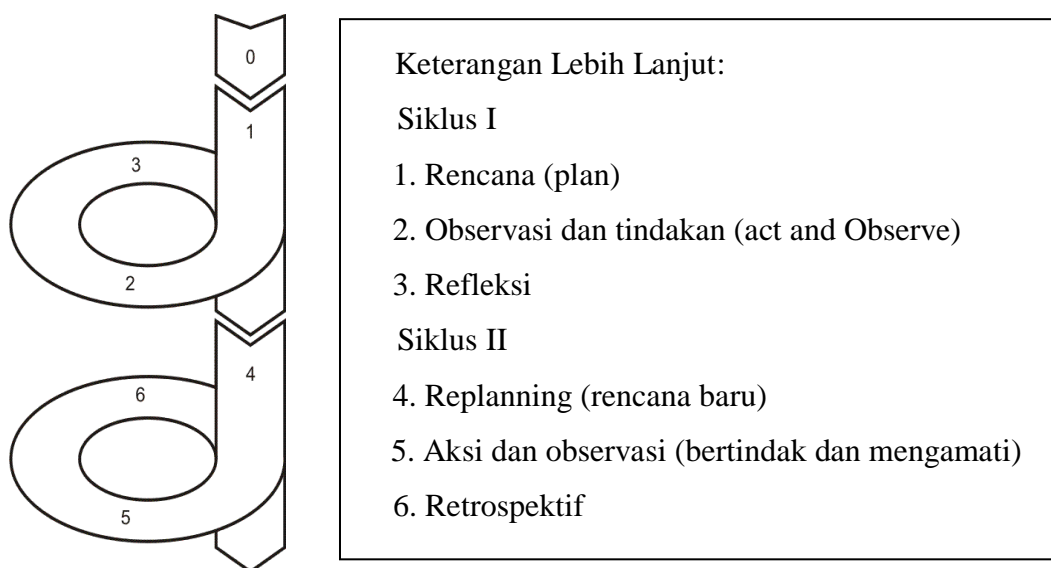 0
1
3
2
4
6
5
Keterangan Lebih Lanjut:
Siklus I
1. Rencana (plan)
2. Observasi dan tindakan (act and Observe)
3. Refleksi
Siklus II
4. Replanning (rencana baru)
5. Aksi dan observasi (bertindak dan mengamati)
6. Retrospektif